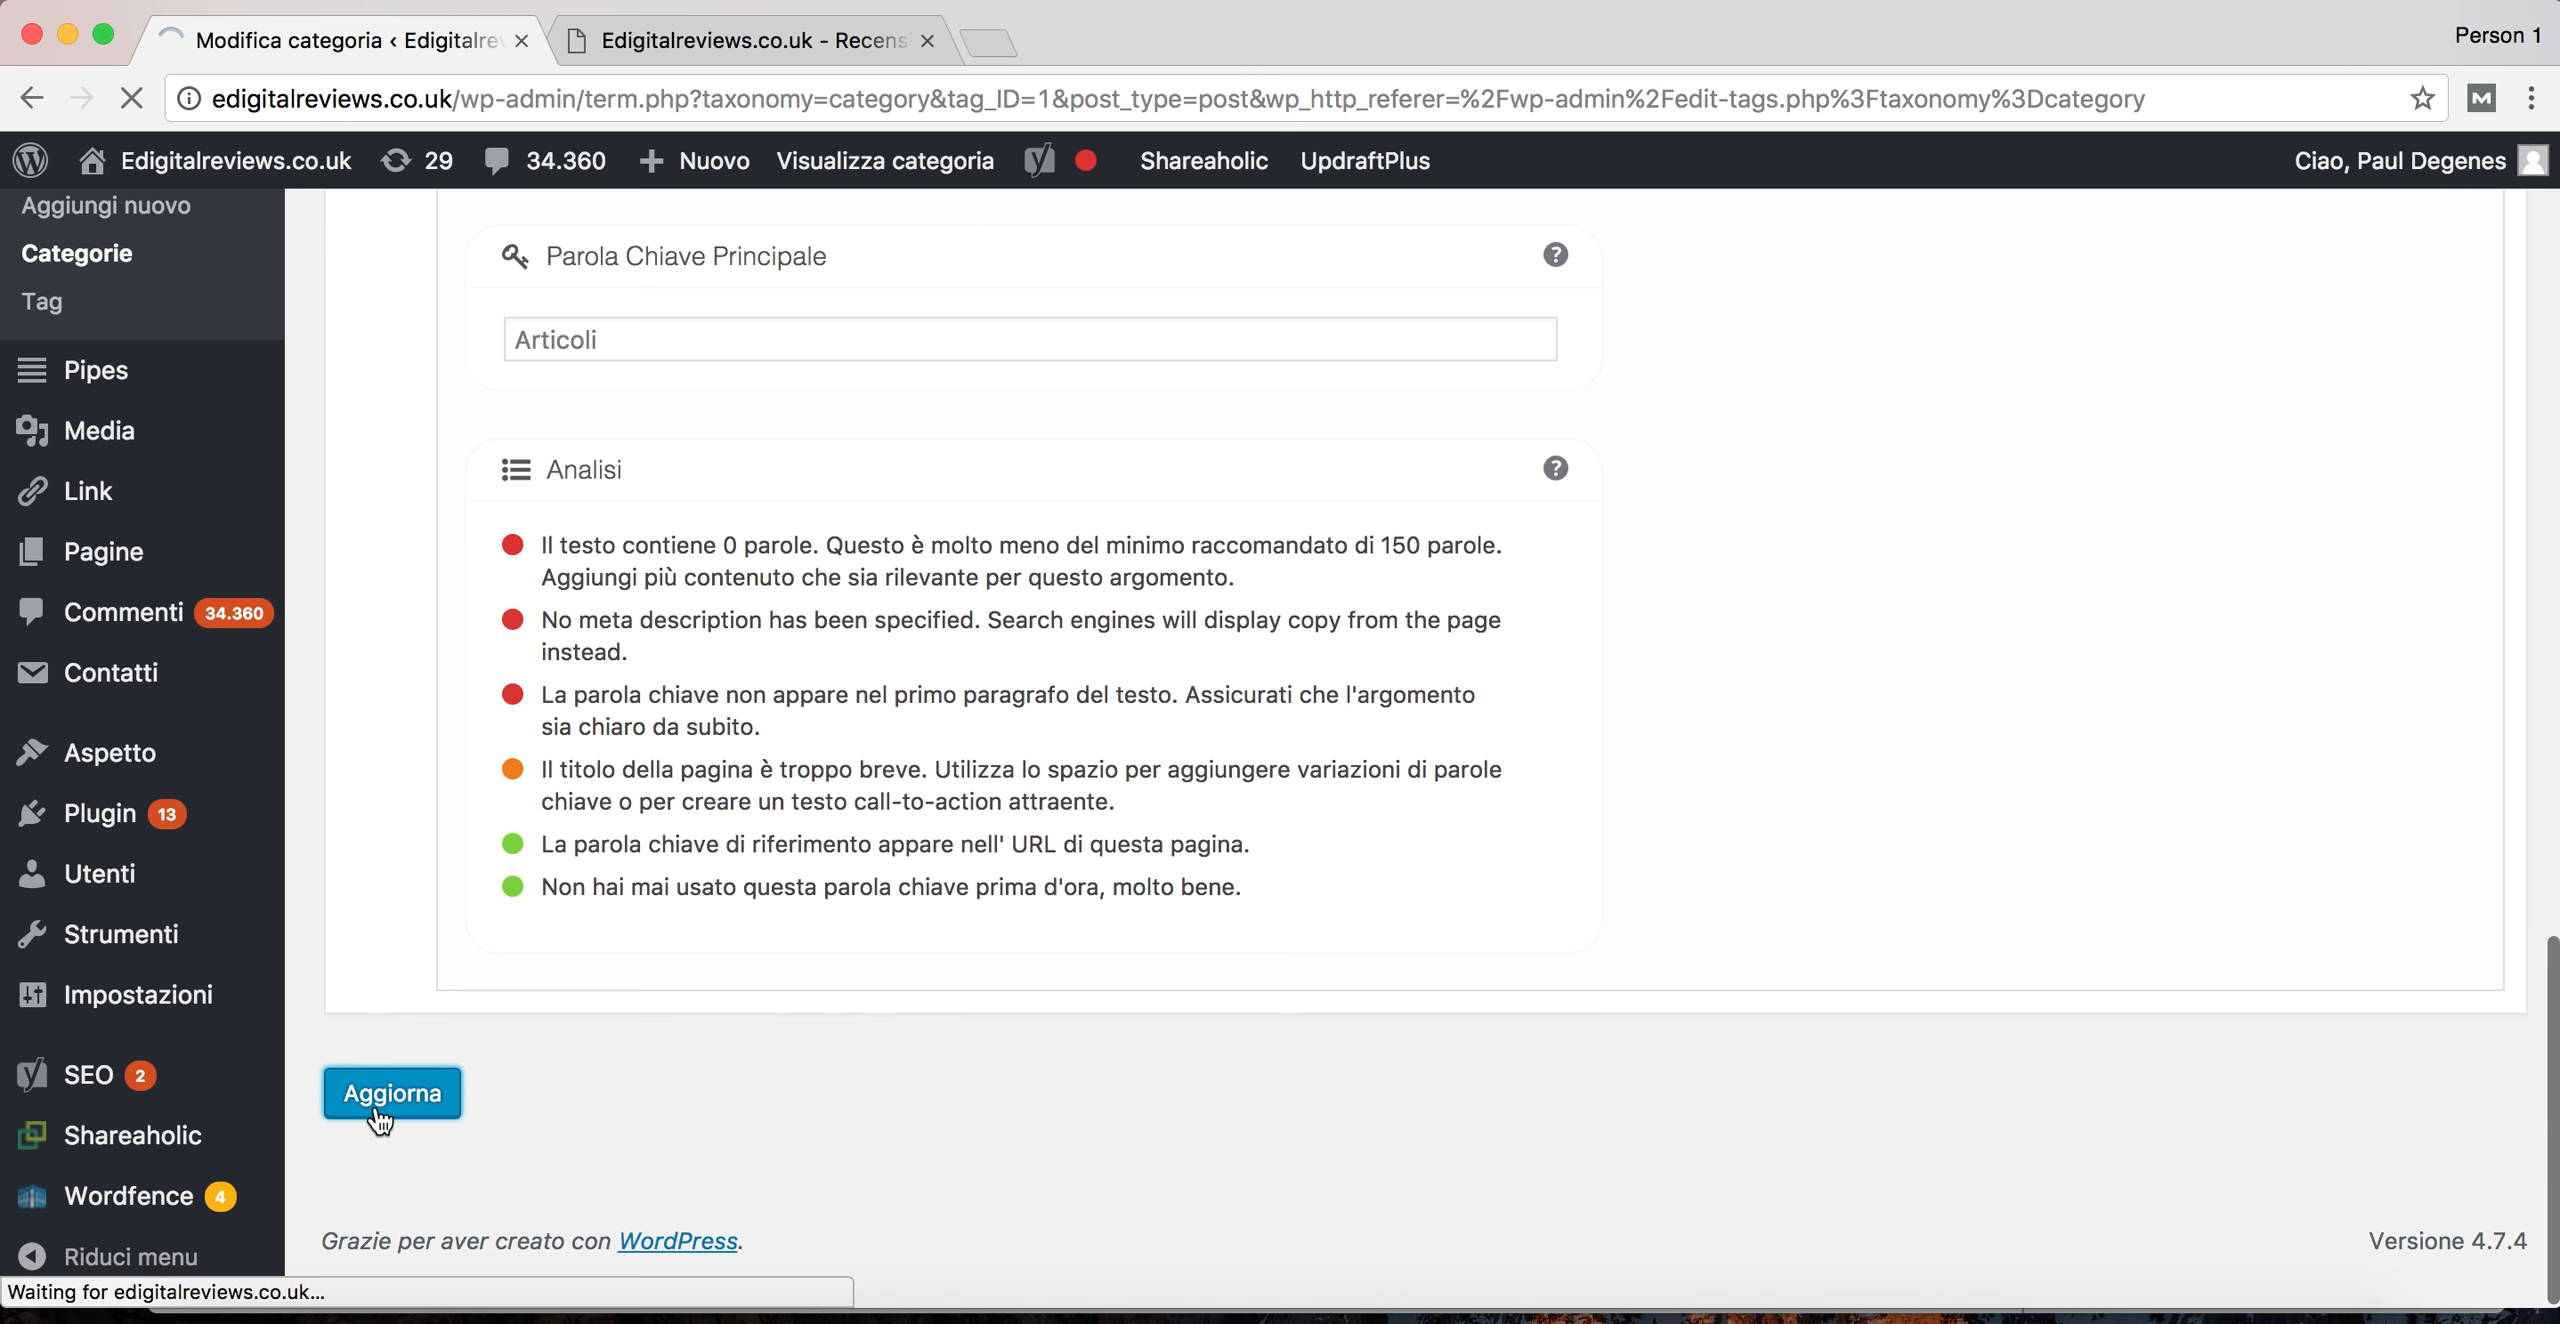 Modifica categoria ‹ Edigitalre
Edigitalreviews.co.uk - Recens
Person 1
edigitalreviews.co.uk/wp-admin/term.php?taxonomy=category&tag_ID=1&post_type=post&wp_http_referer=%2Fwp-admin%2Fedit-tags.php%3Ftaxonomy%3Dcategory
Edigitalreviews.co.uk 29 34.360 Nuovo Visualizza categoria Shareaholic UpdraftPlus Ciao, Paul Degenes
Aggiungi nuovo
Categorie
Tag
Pipes
Media
Link
Pagine
Commenti 34.360
Contatti
Aspetto
Plugin 13
Utenti
Strumenti
Impostazioni
SEO 2
Shareaholic
Wordfence 4
Riduci menu
Parola Chiave Principale
Articoli
Analisi
Il testo contiene 0 parole. Questo è molto meno del minimo raccomandato di 150 parole.
Aggiungi più contenuto che sia rilevante per questo argomento.
No meta description has been specified. Search engines will display copy from the page
instead.
La parola chiave non appare nel primo paragrafo del testo. Assicurati che l'argomento
sia chiaro da subito.
Il titolo della pagina è troppo breve. Utilizza lo spazio per aggiungere variazioni di parole
chiave o per creare un testo call-to-action attraente.
La parola chiave di riferimento appare nell' URL di questa pagina.
Non hai mai usato questa parola chiave prima d'ora, molto bene.
Aggiorna
Grazie per aver creato con WordPress.
Versione 4.7.4
Waiting for edigitalreviews.co.uk...